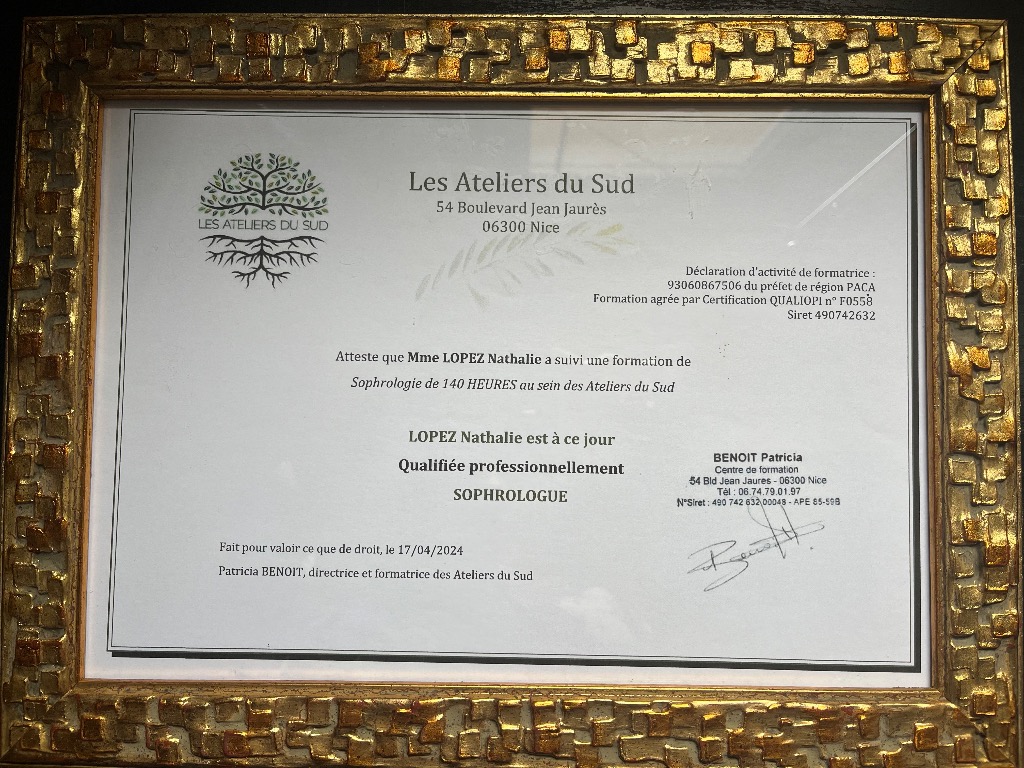 LES ATELIERS DU SUD
Les Ateliers du Sud
54 Boulevard Jean Jaurès
06300 Nice
Déclaration d'activité de formatrice :
93060867506 du préfet de région PACA
Formation agrée par Certification QUALIOPI n° F0558
Siret 490742632
Atteste que Mme LOPEZ Nathalie a suivi une formation de
Sophrologie de 140 HEURES au sein des Ateliers du Sud
LOPEZ Nathalie est à ce jour
Qualifiée professionnellement
SOPHROLOGUE
BENOIT Patricia
Centre de formation
54 Bld Jean Jaures - 06300 Nice
Tél : 06.74.79.01.97
N°Siret : 490 742 632 00048 - APE 85-59B
Fait pour valoir ce que de droit, le 17/04/2024
Patricia BENOIT, directrice et formatrice des Ateliers du Sud